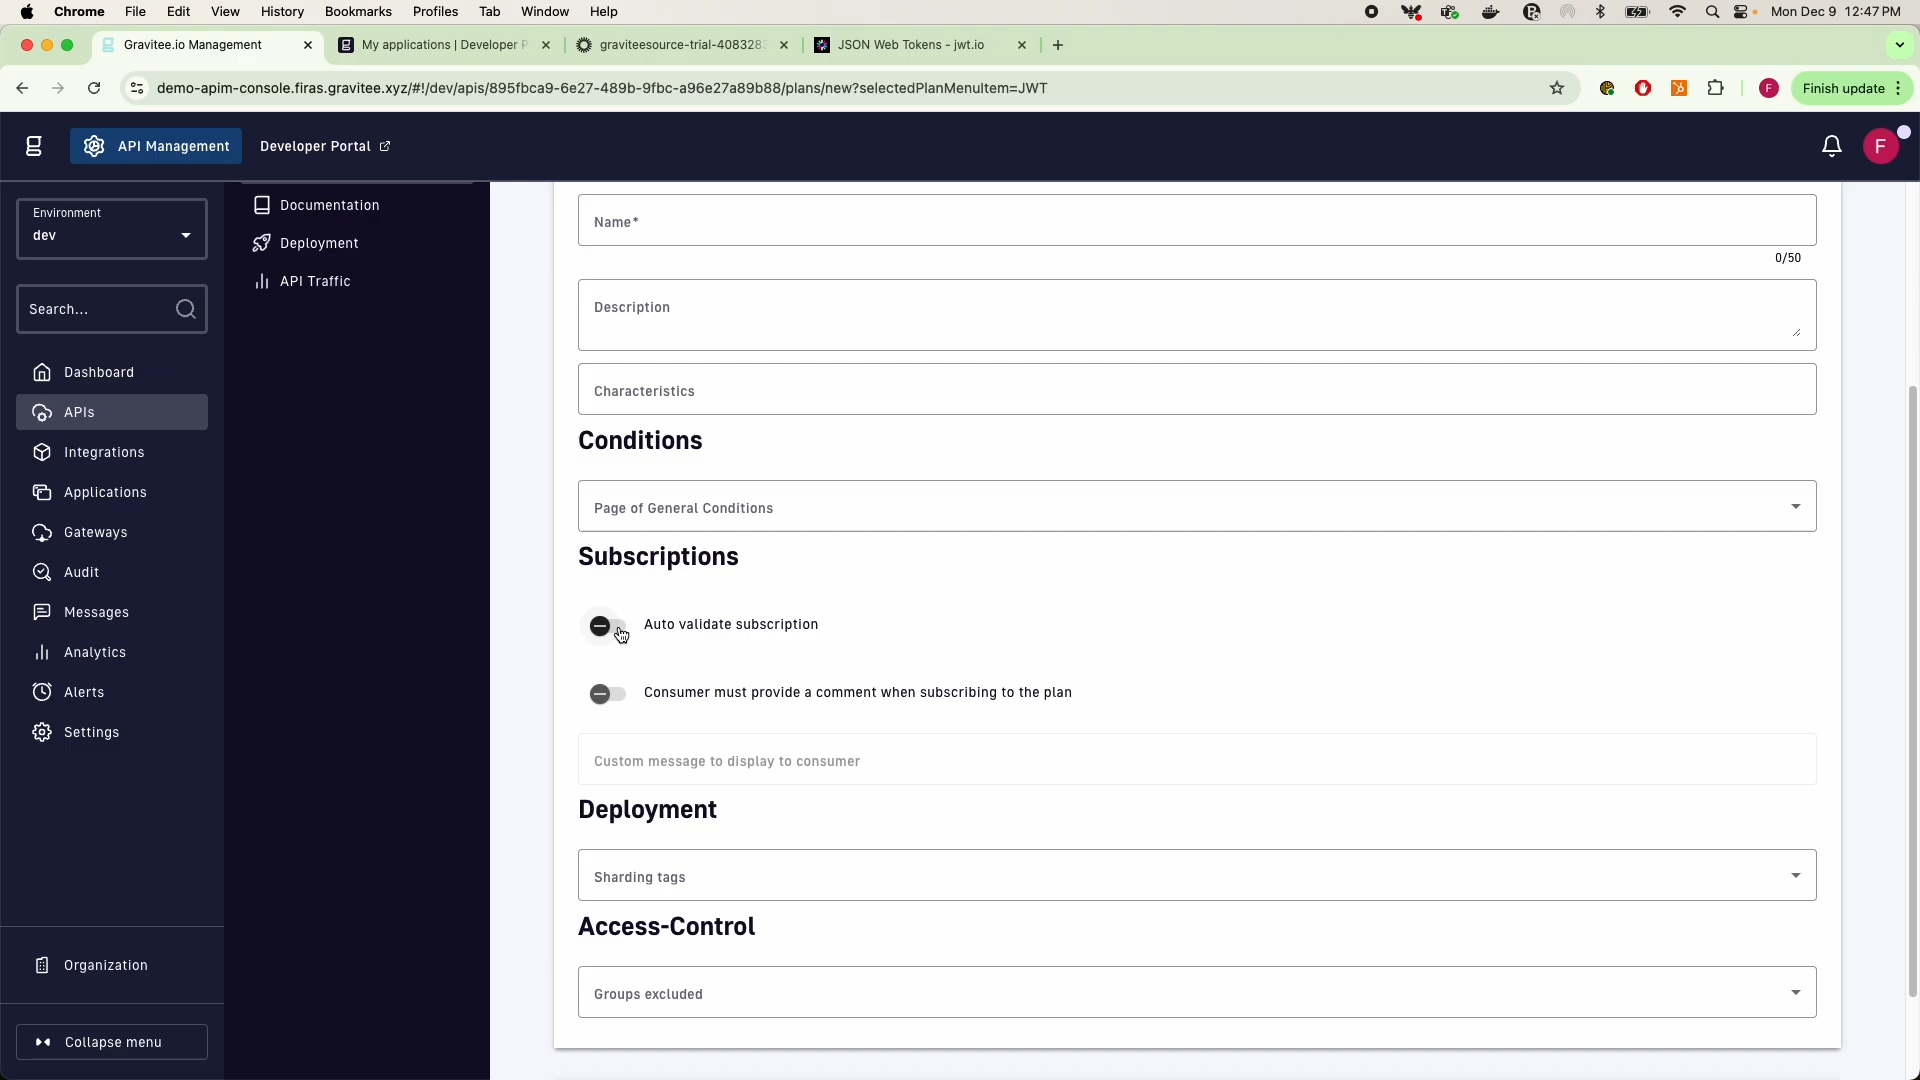 Chrome File Edit View History Bookmarks Profiles Tab Window Help Mon Dec 9 12:47 PM
Gravitee.io Management
My applications | Developer P
graviteesource-trial-4083283
JSON Web Tokens - jwt.io
demo-apim-console.firas.gravitee.xyz/#!/dev/apis/895fbca9-6e27-489b-9fbc-a96e27a89b88/plans/new?selectedPlanMenuItem=JWT
F
Finish update
API Management
Developer Portal
F
Environment
dev
Search...
Dashboard
APIs
Integrations
Applications
Gateways
Audit
Messages
Analytics
Alerts
Settings
Organization
Collapse menu
Documentation
Deployment
API Traffic
Name*
0/50
Description
Characteristics
Conditions
Page of General Conditions
Subscriptions
Auto validate subscription
Consumer must provide a comment when subscribing to the plan
Custom message to display to consumer
Deployment
Sharding tags
Access-Control
Groups excluded